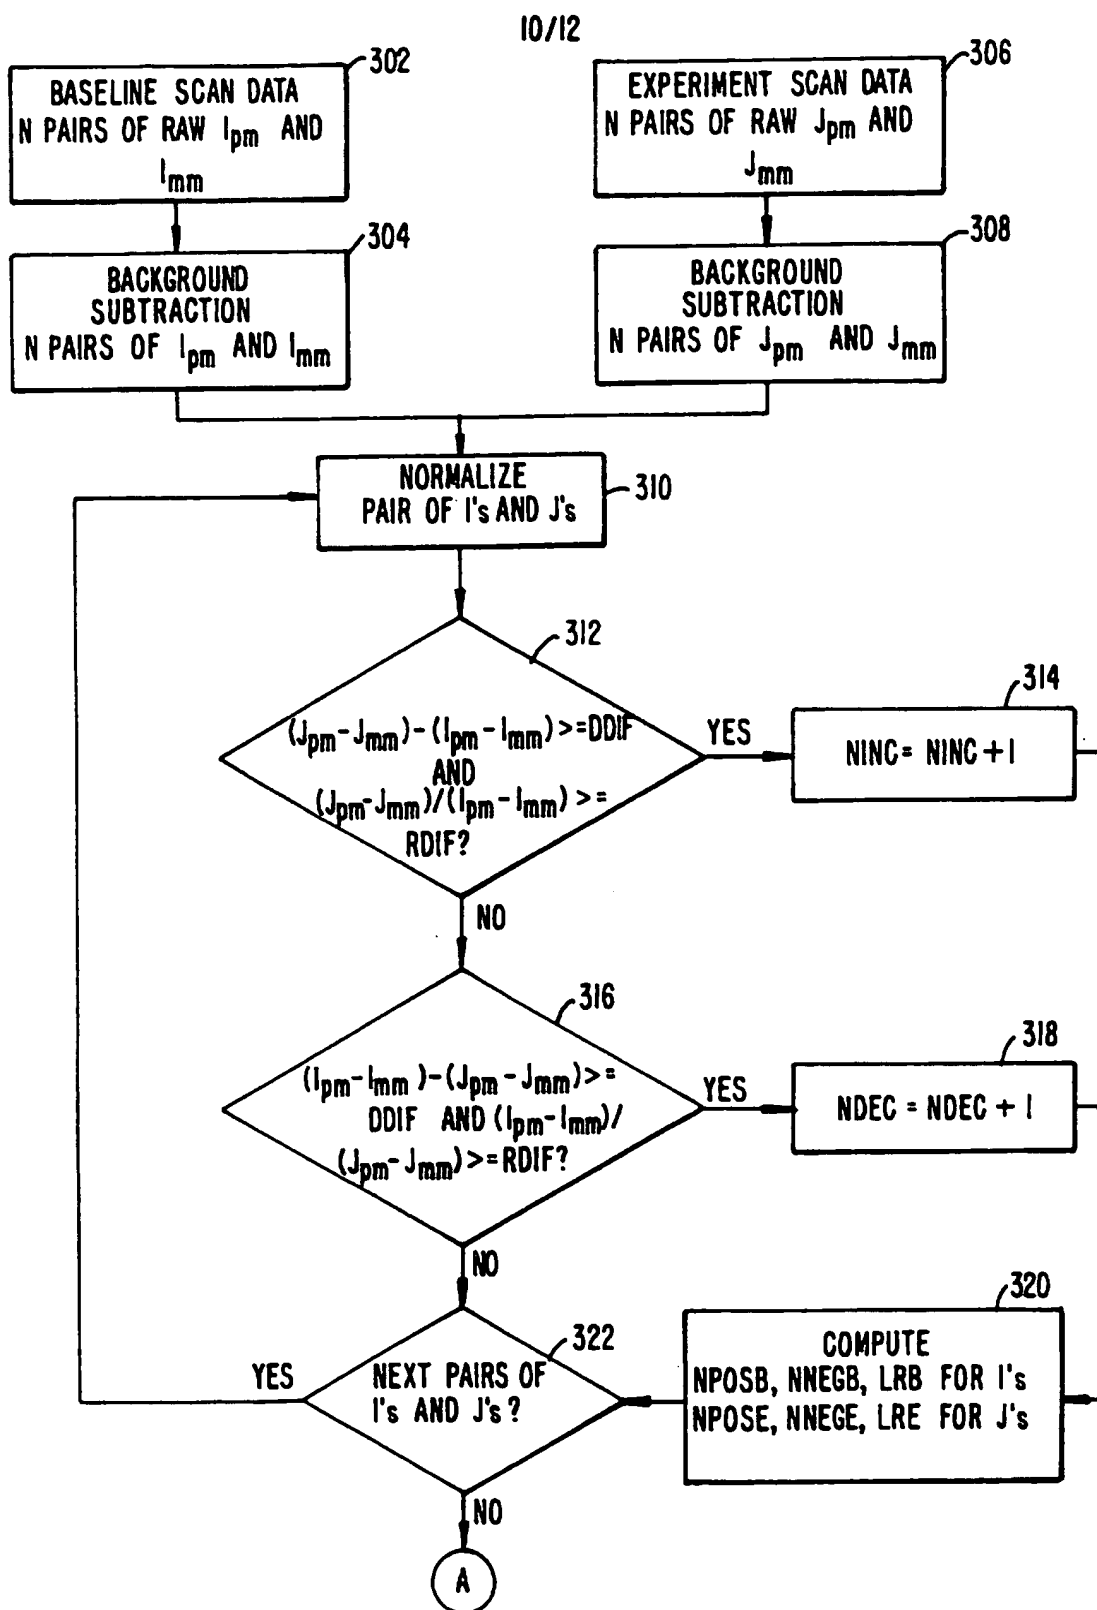 10/12
302
BASELINE SCAN DATA
N PAIRS OF RAW Ipm AND
Imm
306
EXPERIMENT SCAN DATA
N PAIRS OF RAW Jpm AND
Jmm
304
BACKGROUND
SUBTRACTION
N PAIRS OF Ipm AND Imm
308
BACKGROUND
SUBTRACTION
N PAIRS OF Jpm AND Jmm
NORMALIZE
PAIR OF I's AND J's
310
312
(Jpm-Jmm)-(Ipm-Imm)>=DDIF
AND
(Jpm-Jmm)/(Ipm-Imm)>=
RDIF?
YES
314
NINC= NINC+1
NO
316
(Ipm-Imm)-(Jpm-Jmm)>=
DDIF AND (Ipm-Imm)/
(Jpm-Jmm)>=RDIF?
YES
318
NDEC = NDEC + 1
NO
322
NEXT PAIRS OF
I's AND J's?
YES
320
COMPUTE
NPOSB, NNEGB, LRB FOR I's
NPOSE, NNEGE, LRE FOR J's
NO
A